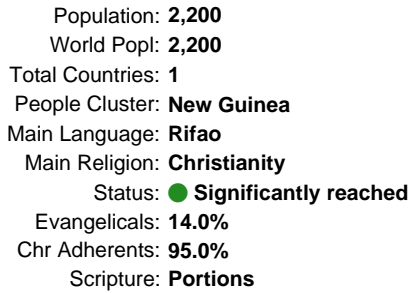 Population: 2,200
World Popl: 2,200
Total Countries: 1
People Cluster: New Guinea
Main Language: Rifao
Main Religion: Christianity
Status: Significantly reached
Evangelicals: 14.0%
Chr Adherents: 95.0%
Scripture: Portions